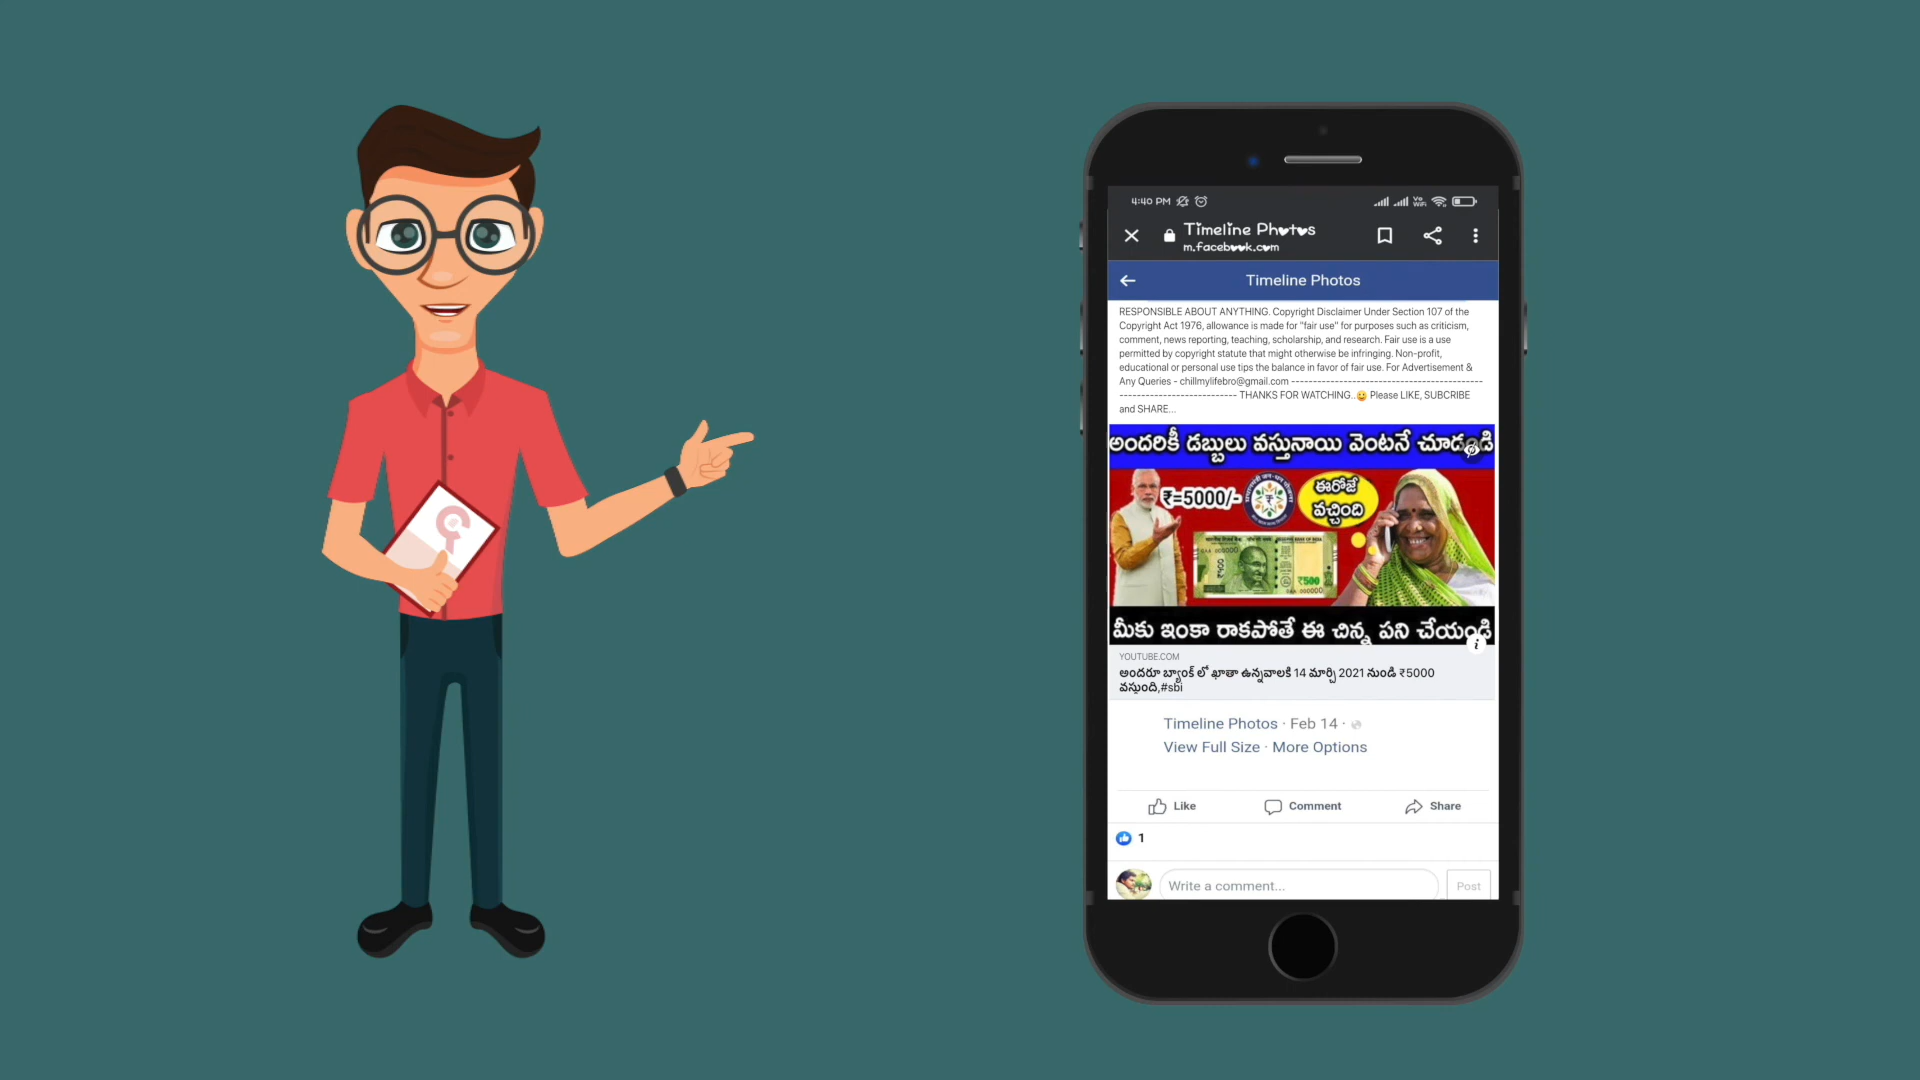 4:40 PM
Vo
WiFi
Timeline Photos
m.facebook.com
Timeline Photos
RESPONSIBLE ABOUT ANYTHING. Copyright Disclaimer Under Section 107 of the
Copyright Act 1976, allowance is made for "fair use" for purposes such as criticism,
comment, news reporting, teaching, scholarship, and research. Fair use is a use
permitted by copyright statute that might otherwise be infringing. Non-profit,
educational or personal use tips the balance in favor of fair use. For Advertisement &
Any Queries - chillmylifebro@gmail.com --------------------------------------------
--------------------------- THANKS FOR WATCHING..😀 Please LIKE, SUBCRIBE
and SHARE...
అందరికీ డబ్బులు వస్తునాయి వెంటనే చూడండి
₹=5000/-
ఈరోజే
వచ్చింది
₹500
000000
మీకు ఇంకా రాకపోతే ఈ చిన్న పని చేయండి
YOUTUBE.COM
అందరూ బ్యాంక్ లో ఖాతా ఉన్నవాలకి 14 మార్చి 2021 నుండి ₹5000
వస్తుంది,#sbi
Timeline Photos · Feb 14 ·
View Full Size · More Options
Like Comment Share
1
Write a comment... Post